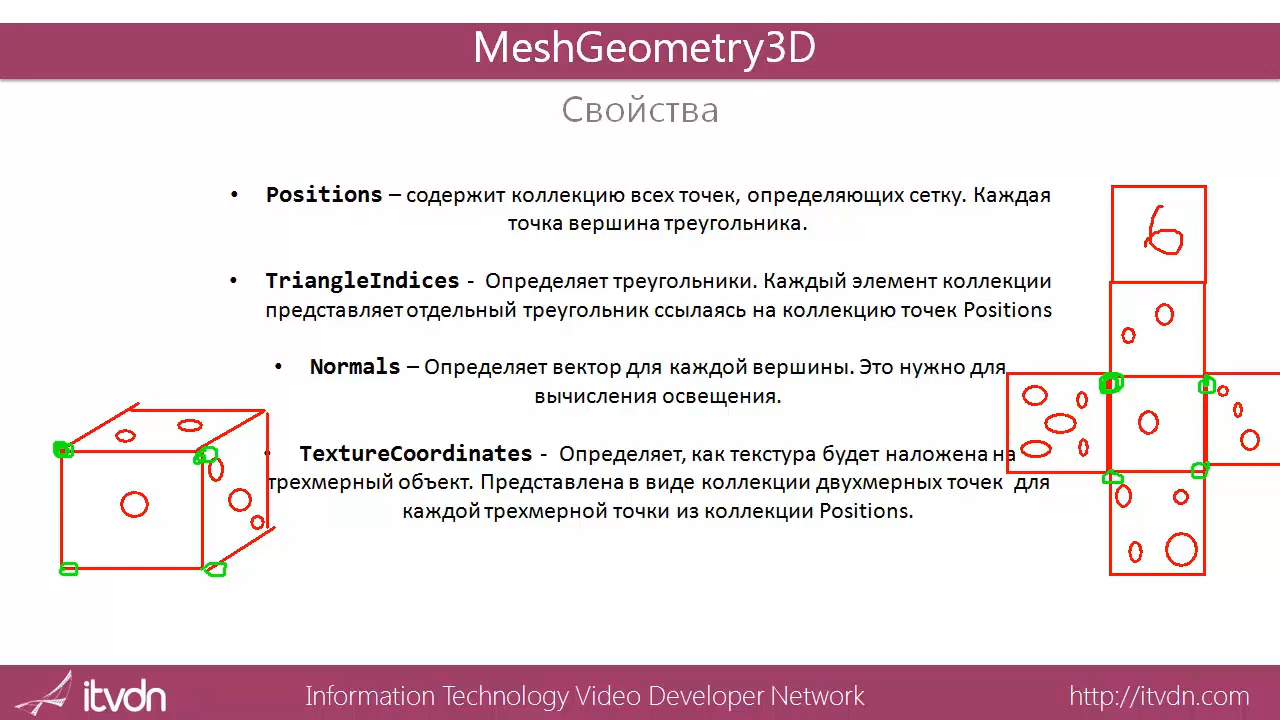 MeshGeometry3D
Свойства
• Positions – содержит коллекцию всех точек, определяющих сетку. Каждая
точка вершина треугольника.
• TriangleIndices - Определяет треугольники. Каждый элемент коллекции
представляет отдельный треугольник ссылаясь на коллекцию точек Positions
• Normals – Определяет вектор для каждой вершины. Это нужно для
вычисления освещения.
• TextureCoordinates - Определяет, как текстура будет наложена на
трехмерный объект. Представлена в виде коллекции двухмерных точек для
каждой трехмерной точки из коллекции Positions.
6
itvdn
Information Technology Video Developer Network
http://itvdn.com